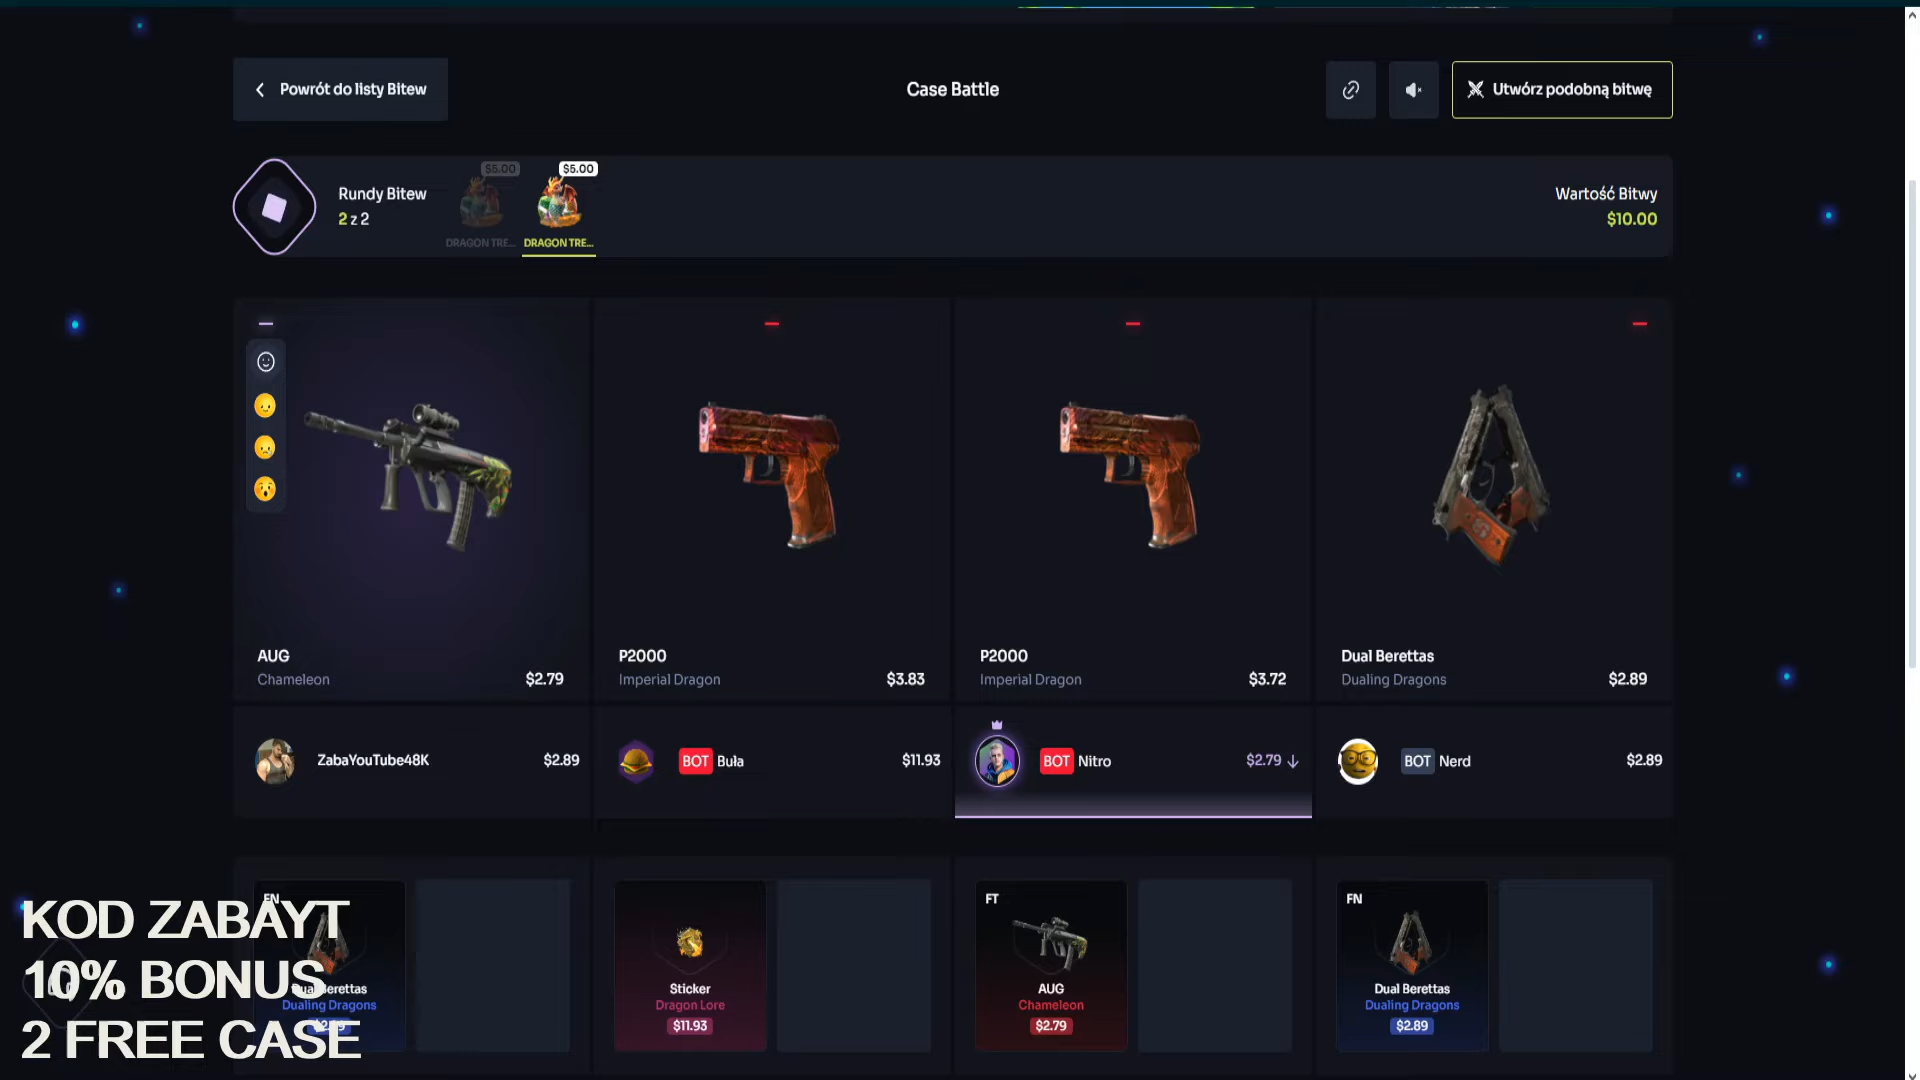 Powrót do listy Bitew
Case Battle
Utwórz podobną bitwę
Rundy Bitew
2 z 2
$5.00
DRAGON TRE...
$5.00
DRAGON TRE...
Wartość Bitwy
$10.00
AUG
Chameleon
$2.79
P2000
Imperial Dragon
$3.83
P2000
Imperial Dragon
$3.72
Dual Berettas
Dualing Dragons
$2.89
ZabaYouTube48K
$2.89
BOT Buła
$11.93
BOT Nitro
$2.79
BOT Nerd
$2.89
FN
Dual Berettas
Dualing Dragons
$2.89
Sticker
Dragon Lore
$11.93
FT
AUG
Chameleon
$2.79
FN
Dual Berettas
Dualing Dragons
$2.89
KOD ZABAYT
10% BONUS
2 FREE CASE